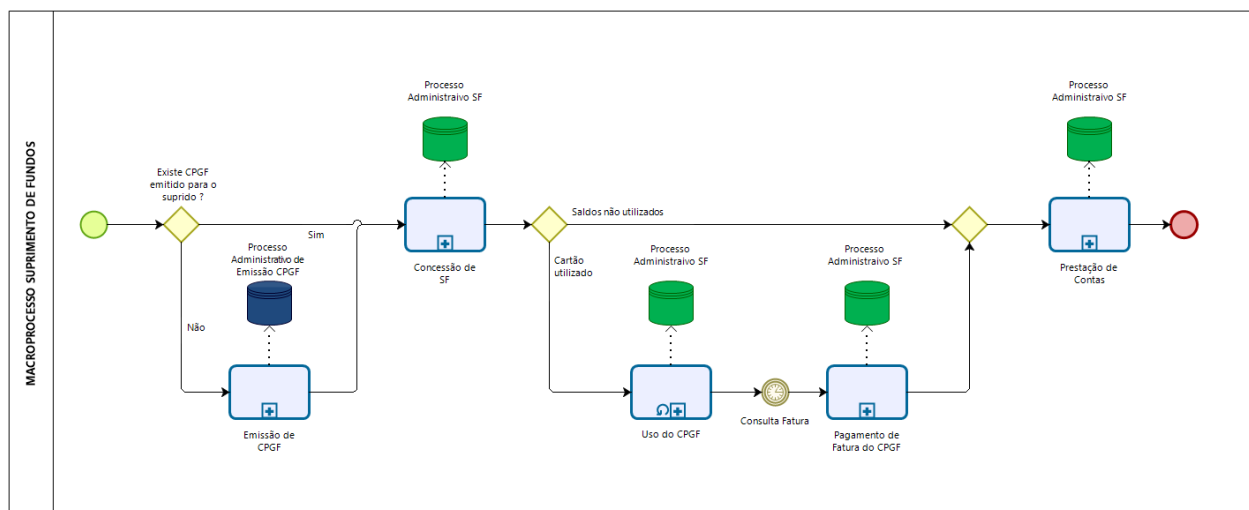 MACROPROCESSO SUPRIMENTO DE FUNDOS
Existe CPGF
emitido para o
suprido ?
Sim
Não
Processo
Administrativo de
Emissão CPGF
Emissão de
CPGF
Processo
Administraivo SF
Concessão de
SF
Saldos não utilizados
Cartão
utilizado
Processo
Administraivo SF
Uso do CPGF
Consulta Fatura
Processo
Administraivo SF
Pagamento de
Fatura do CPGF
Processo
Administraivo SF
Prestação de
Contas